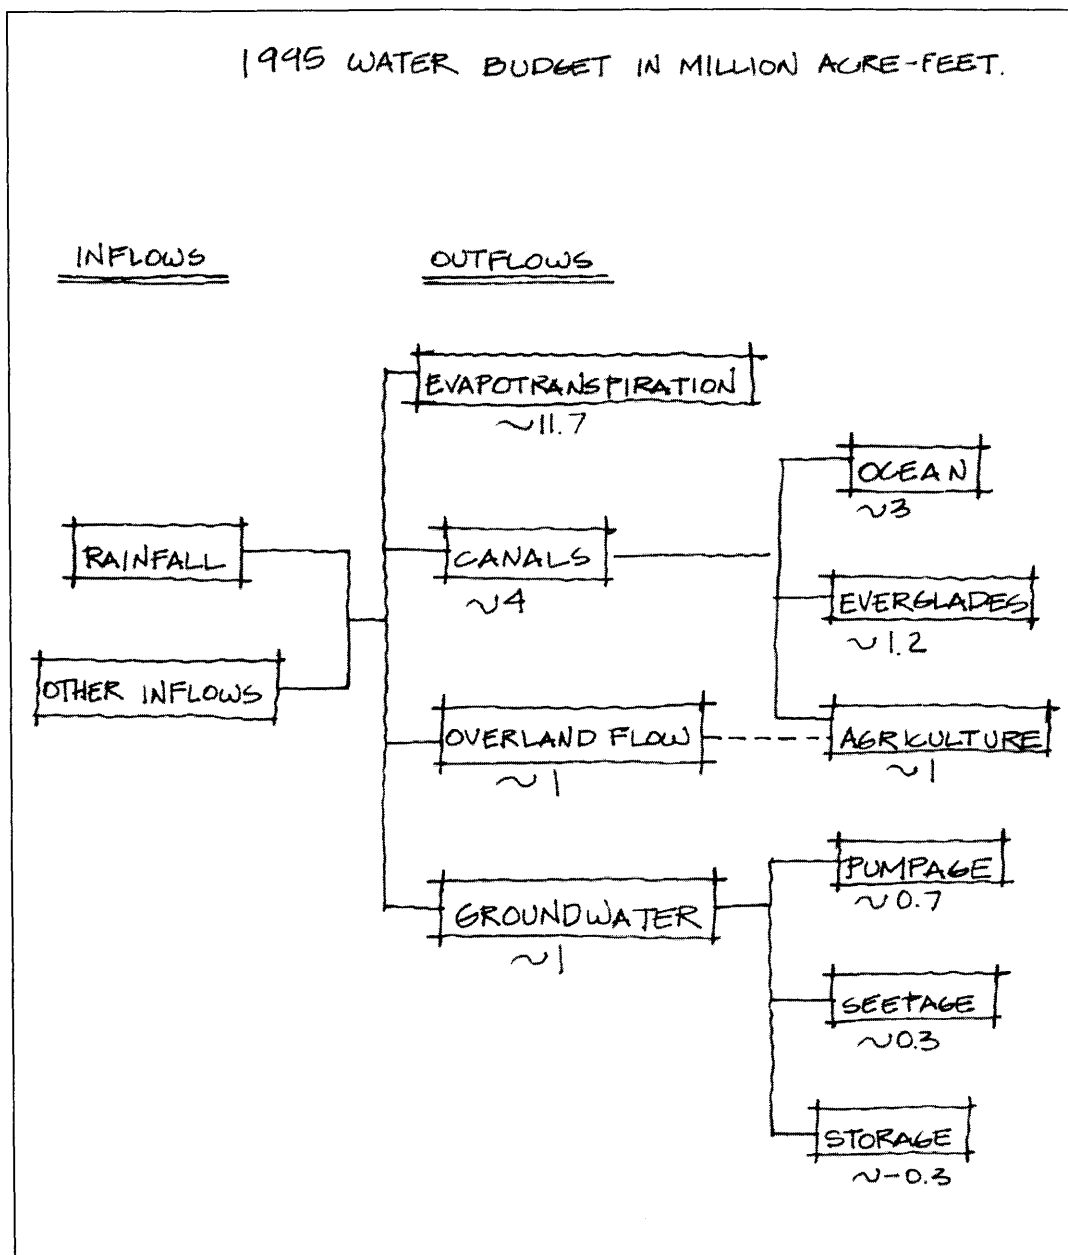 1995 WATER BUDGET IN MILLION ACRE-FEET.
INFLOWS
OUTFLOWS
EVAPOTRANSPIRATION
~11.7
OCEAN
~3
RAINFALL
CANALS
~4
EVERGLADES
~1.2
OTHER INFLOWS
OVERLAND FLOW
~1
AGRICULTURE
~1
PUMPAGE
~0.7
GROUNDWATER
~1
SEEPAGE
~0.3
STORAGE
~-0.3